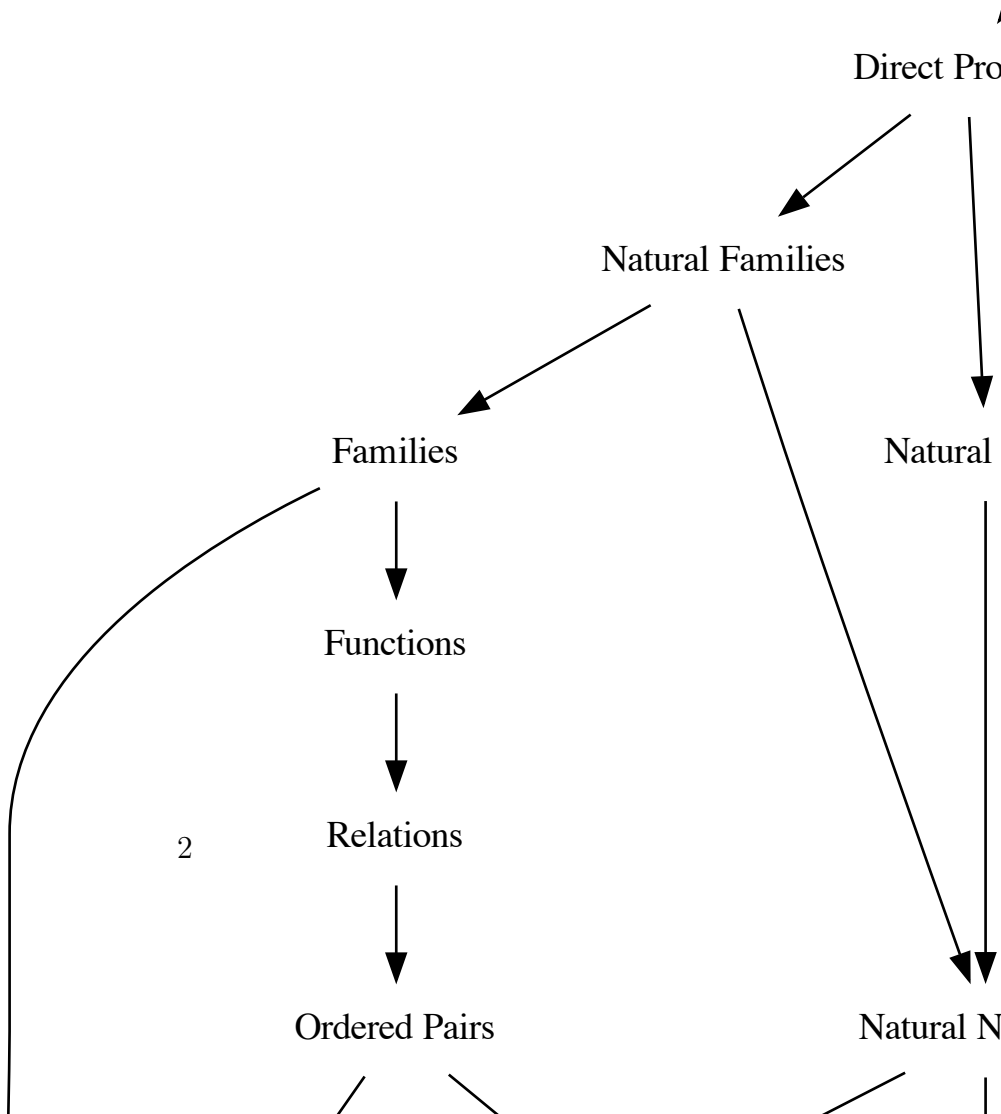 Direct Pro
Natural Families
Families
Natural
Functions
Relations
2
Ordered Pairs
Natural N